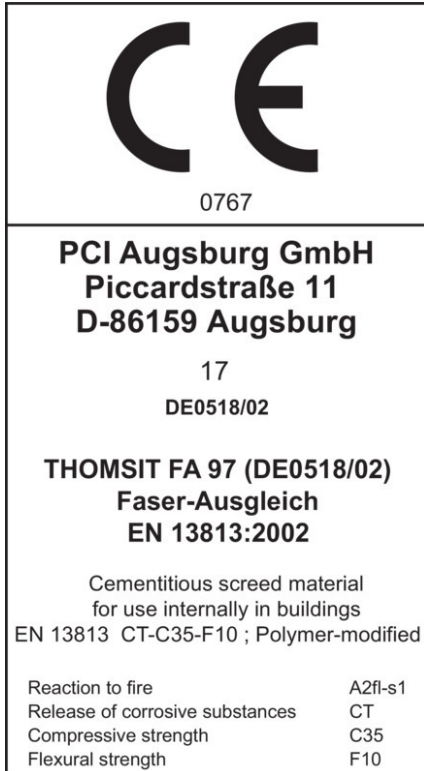 CE
0767
PCI Augsburg GmbH
Piccardstraße 11
D-86159 Augsburg
17
DE0518/02
THOMSIT FA 97 (DE0518/02)
Faser-Ausgleich
EN 13813:2002
Cementitious screed material
for use internally in buildings
EN 13813 CT-C35-F10 ; Polymer-modified
Reaction to fire A2fl-s1
Release of corrosive substances CT
Compressive strength C35
Flexural strength F10